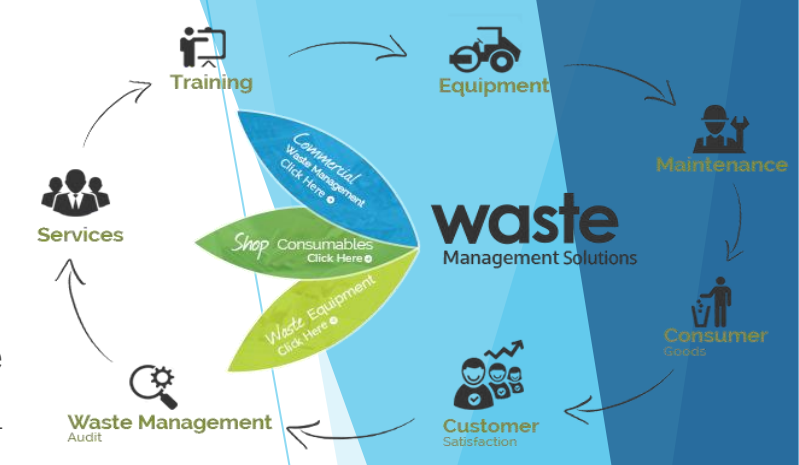 Training
Equipment
Maintenance
Commercial
Waste Management
Click Here
Services
Shop Consumables
Click Here
waste
Management Solutions
Waste Equipment
Click Here
Consumer
Goods
Waste Management
Audit
Customer
Satisfaction